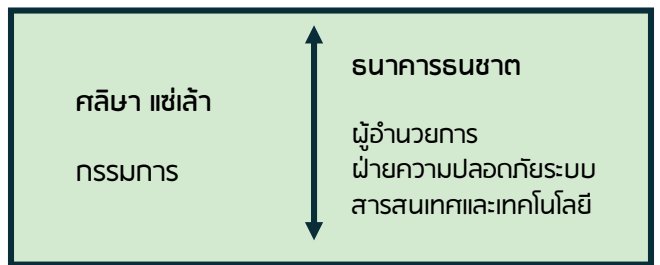 ศลิษา แซ่เล้า
กรรมการ
ธนาคารธนชาต
ผู้อำนวยการ
ฝ่ายความปลอดภัยระบบ
สารสนเทศและเทคโนโลยี